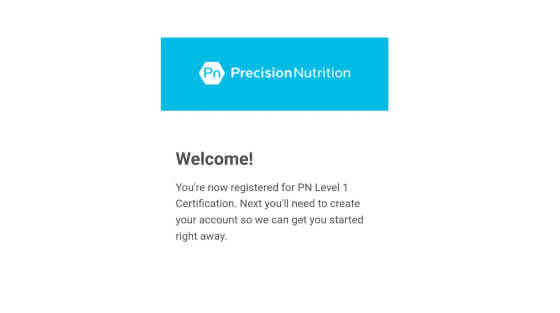 Pn PrecisionNutrition
Welcome!
You're now registered for PN Level 1
Certification. Next you'll need to create
your account so we can get you started
right away.